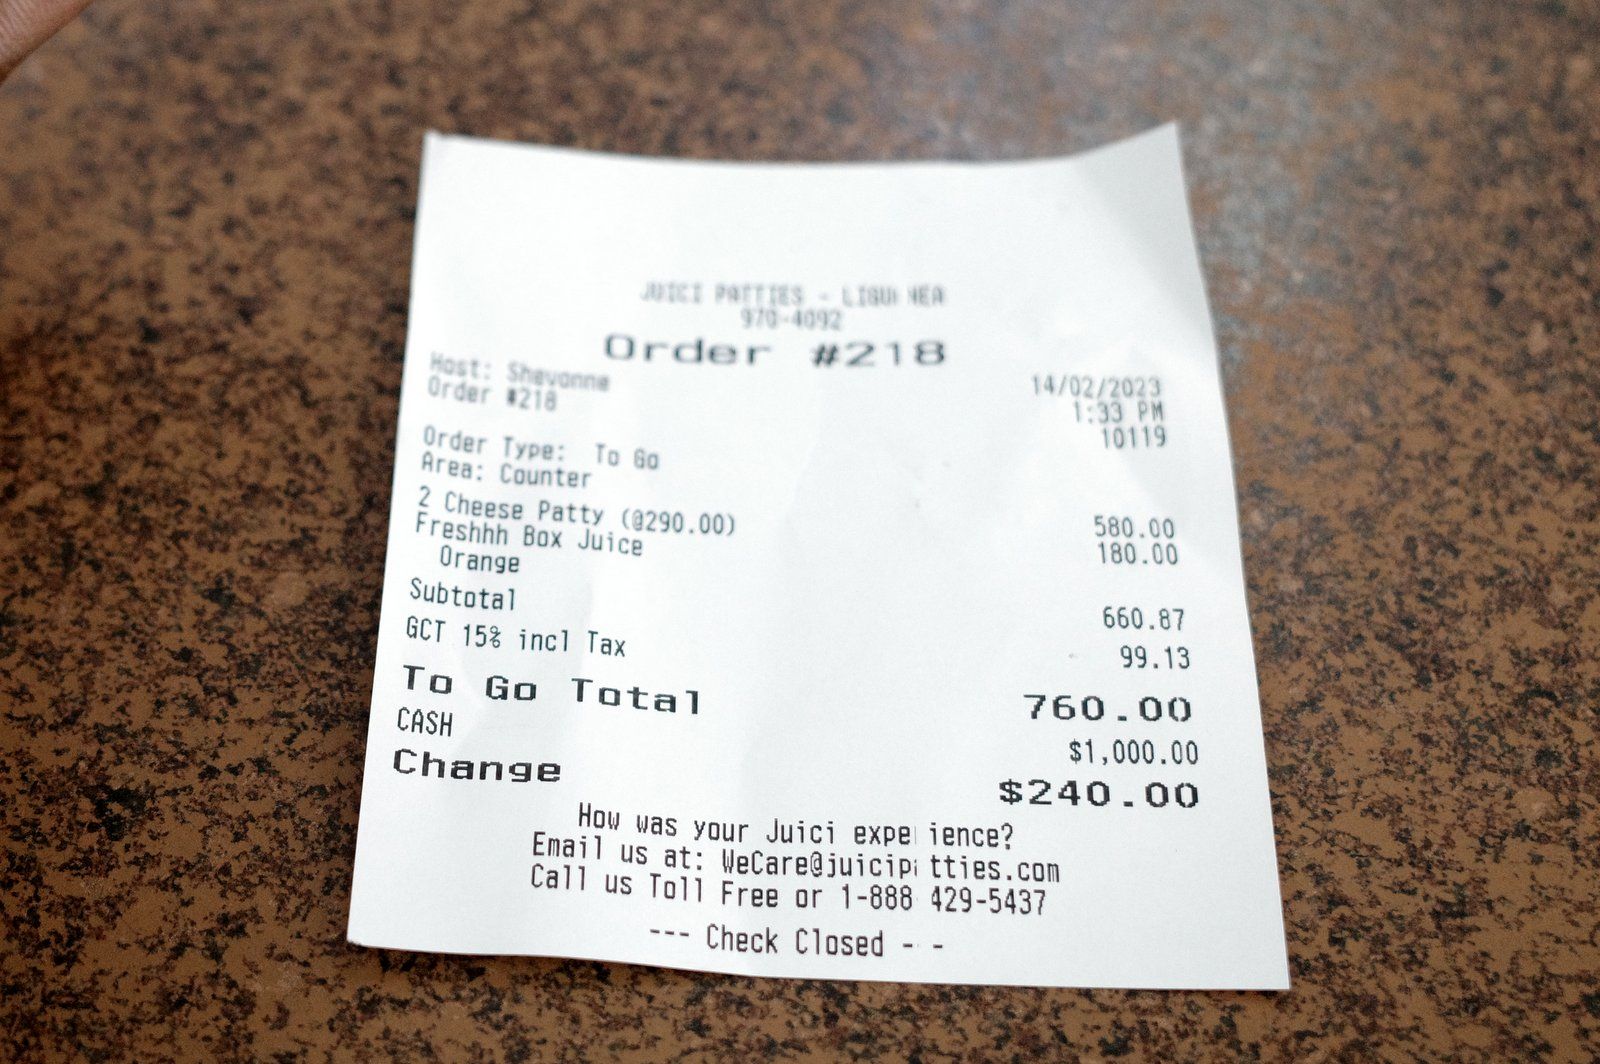 JUICI PATTIES - LIGUANEA
970-4092
Order #218
Host: Shevonne
Order #218
14/02/2023
1:33 PM
10119
Order Type: To Go
Area: Counter
2 Cheese Patty (@290.00) 580.00
Freshhh Box Juice 180.00
Orange
Subtotal 660.87
GCT 15% incl Tax 99.13
To Go Total 760.00
CASH $1,000.00
Change $240.00
How was your Juici experience?
Email us at: WeCare@juicipatties.com
Call us Toll Free or 1-888 429-5437
--- Check Closed - -